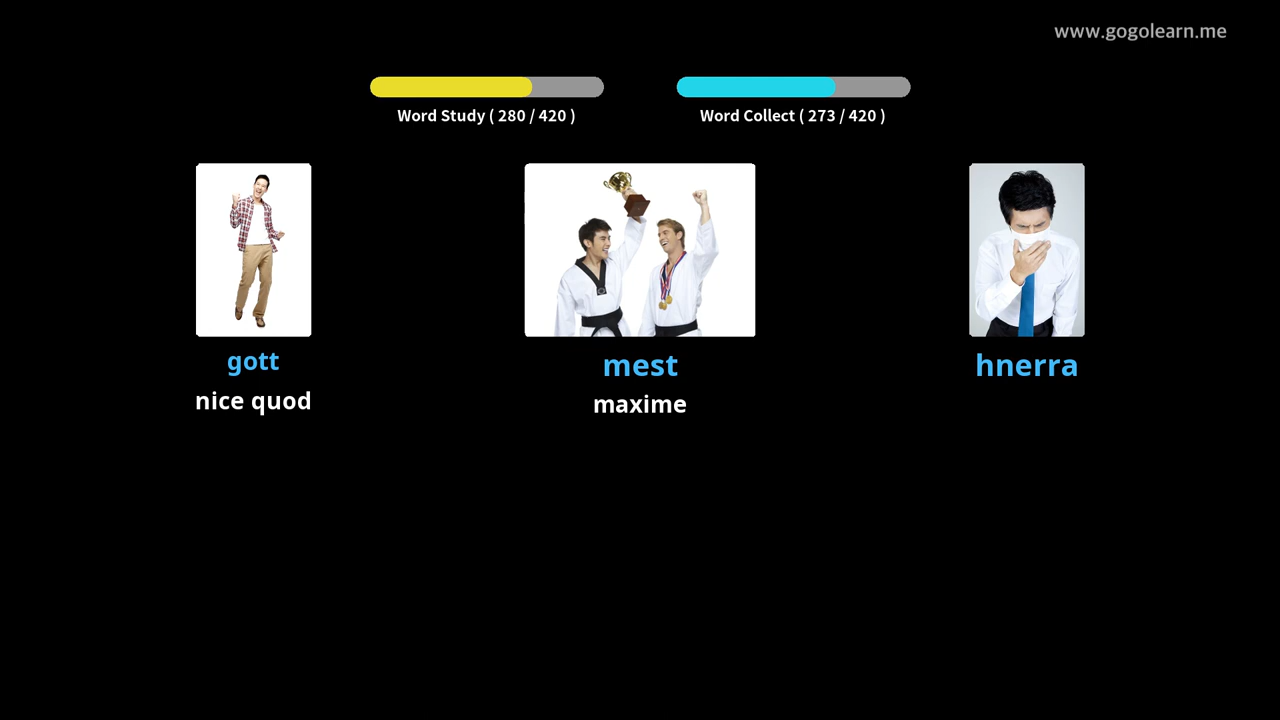 www.gogolearn.me
Word Study ( 280 / 420 )
Word Collect ( 273 / 420 )
gott
mest
hnerra
nice quod
maxime